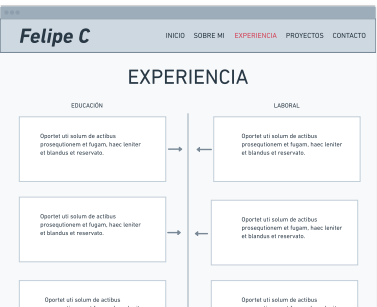 Felipe C
INICIO SOBRE MI EXPERIENCIA PROYECTOS CONTACTO
EXPERIENCIA
EDUCACIÓN
LABORAL
Oportet uti solum de actibus
prosequtionem et fugam, haec leniter
et blandus et reservato.
Oportet uti solum de actibus
prosequtionem et fugam, haec leniter
et blandus et reservato.
Oportet uti solum de actibus
prosequtionem et fugam, haec leniter
et blandus et reservato.
Oportet uti solum de actibus
prosequtionem et fugam, haec leniter
et blandus et reservato.
Oportet uti solum de actibus
Oportet uti solum de actibus